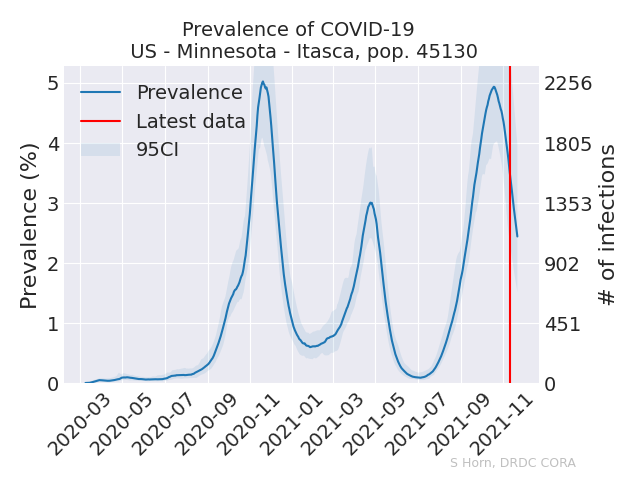 Prevalence of COVID-19
US - Minnesota - Itasca, pop. 45130
Prevalence
Latest data
95CI
Prevalence (%)
5
4
3
2
1
0
2256
1805
1353
902
451
0
# of infections
2020-03
2020-05
2020-07
2020-09
2020-11
2021-01
2021-03
2021-05
2021-07
2021-09
2021-11
S Horn, DRDC CORA